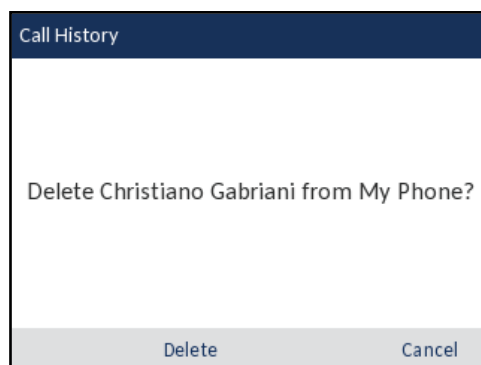 Call History
Delete Christiano Gabriani from My Phone?
Delete Cancel